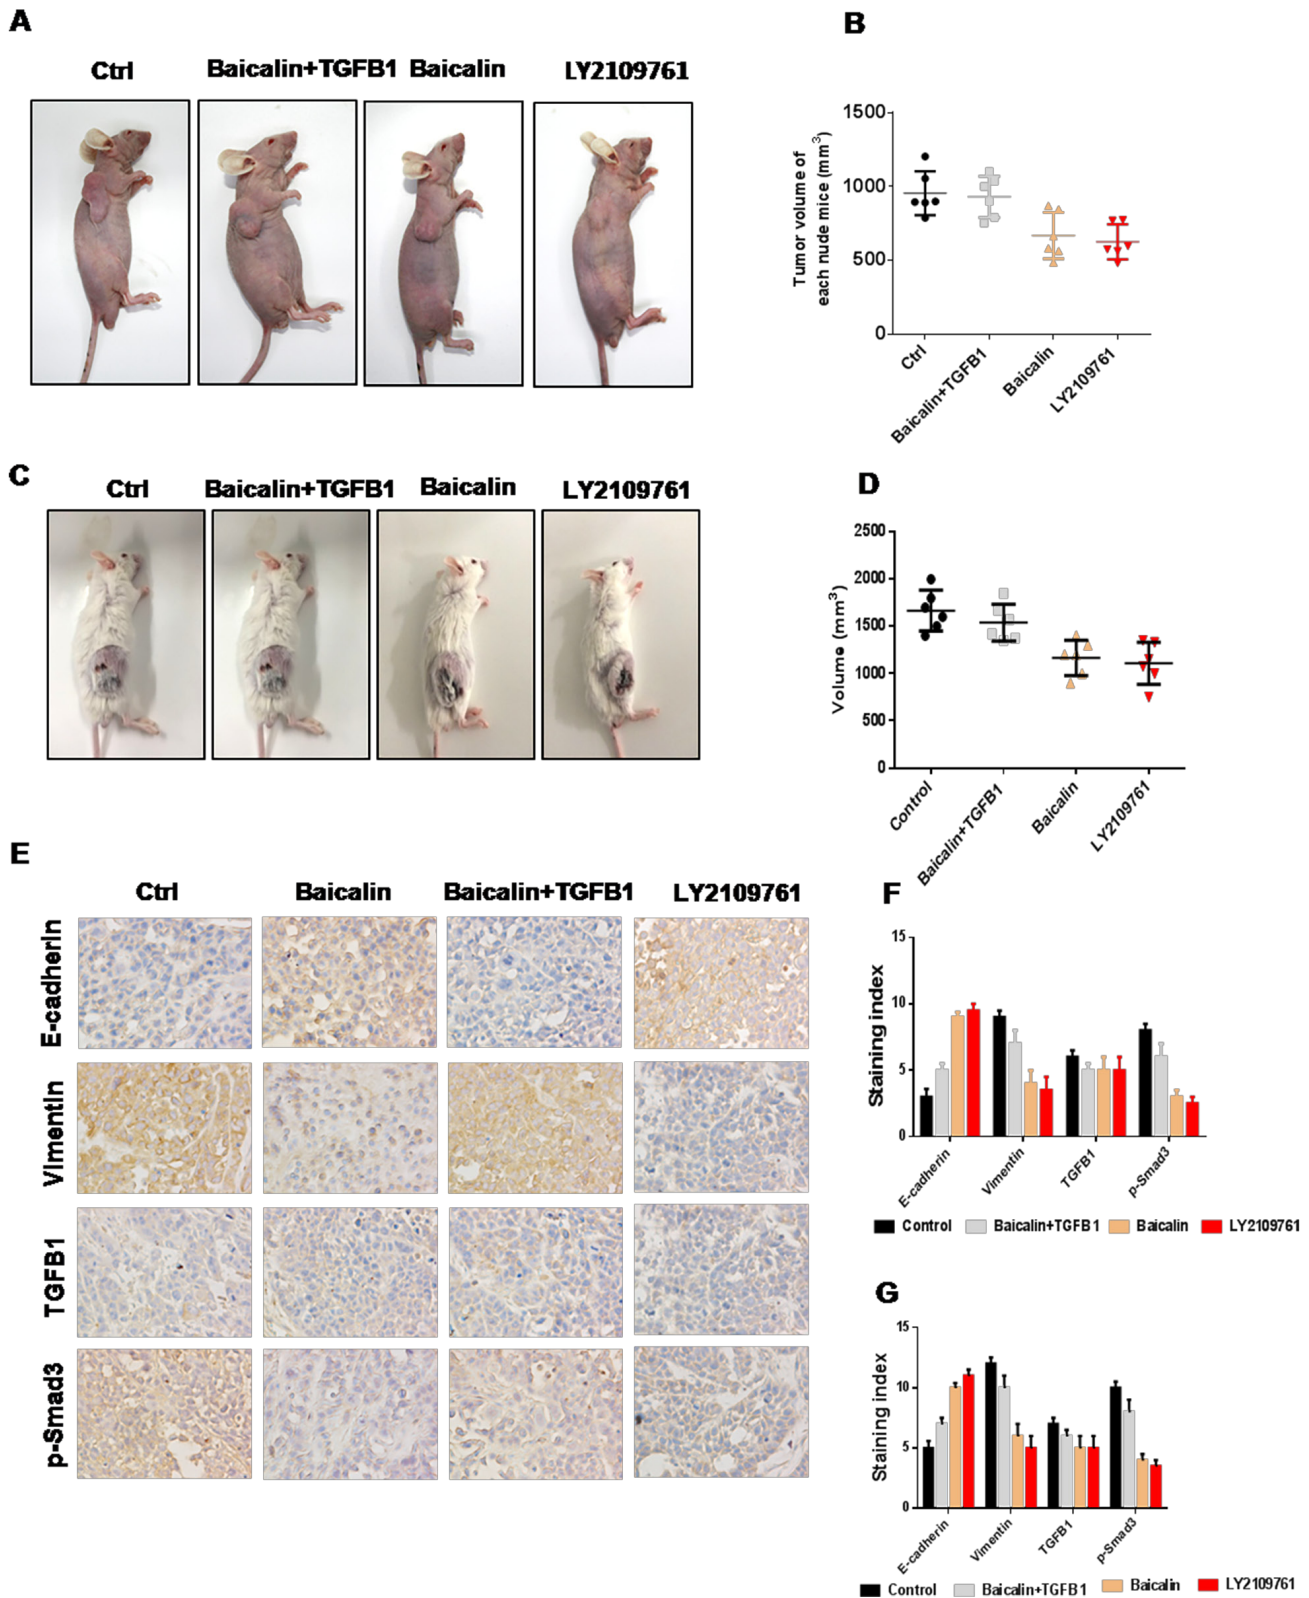 A
Ctrl
Baicalin+TGFB1
Baicalin
LY2109761
B
Tumor volume of
each nude mice (mm3)
1500
1000
500
0
Ctrl
Baicalin+TGFB1
Baicalin
LY2109761
C
Ctrl
Baicalin+TGFB1
Baicalin
LY2109761
D
Volume (mm3)
2500
2000
1500
1000
500
0
Control
Baicalin+TGFB1
Baicalin
LY2109761
E
Ctrl
Baicalin
Baicalin+TGFB1
LY2109761
E-cadherin
Vimentin
TGFB1
p-Smad3
F
Staining index
15
10
5
0
E-cadherin
Vimentin
TGFB1
p-Smad3
Control
Baicalin+TGFB1
Baicalin
LY2109761
G
Staining index
15
10
5
0
E-cadherin
Vimentin
TGFB1
p-Smad3
Control
Baicalin+TGFB1
Baicalin
LY2109761